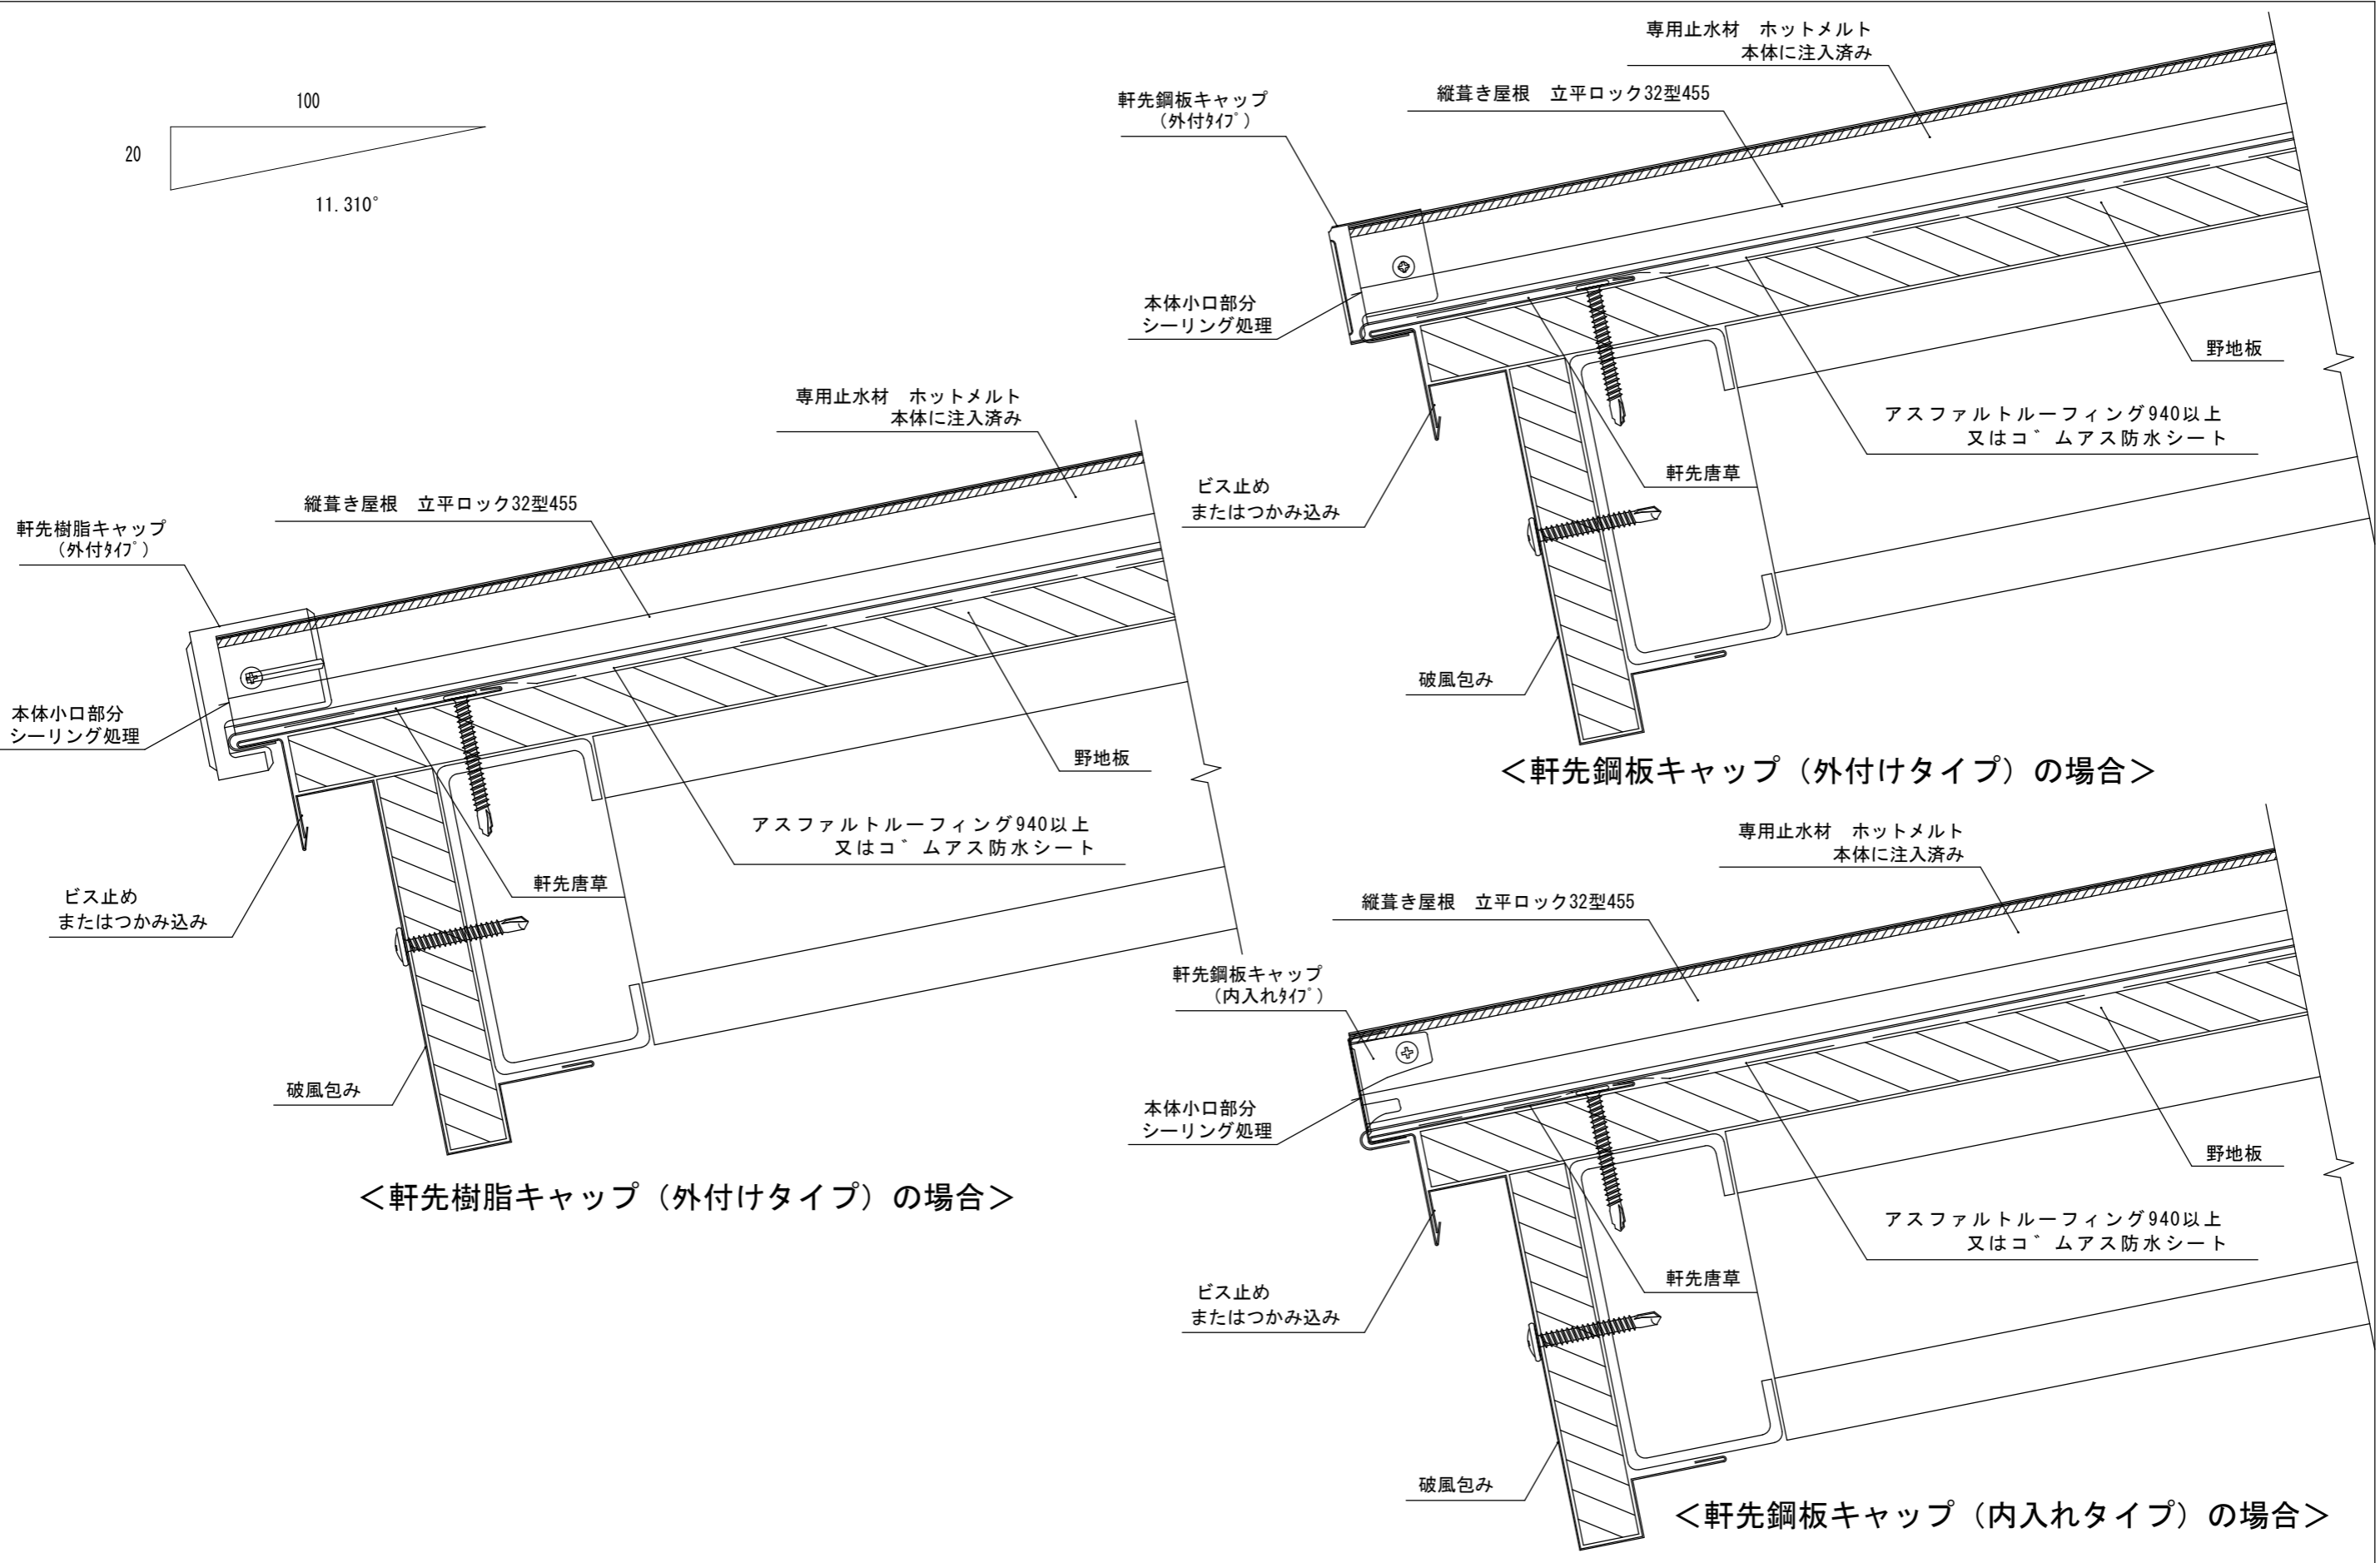 100
20
11.310°
専用止水材　ホットメルト
本体に注入済み
縦葺き屋根　立平ロック32型455
軒先樹脂キャップ
（外付ﾀｲﾌﾟ）
本体小口部分
シーリング処理
野地板
アスファルトルーフィング940以上
又はゴムアス防水シート
軒先唐草
ビス止め
またはつかみ込み
破風包み
＜軒先樹脂キャップ（外付けタイプ）の場合＞
専用止水材　ホットメルト
本体に注入済み
軒先鋼板キャップ
（外付ﾀｲﾌﾟ）
縦葺き屋根　立平ロック32型455
本体小口部分
シーリング処理
野地板
アスファルトルーフィング940以上
又はゴムアス防水シート
軒先唐草
ビス止め
またはつかみ込み
破風包み
＜軒先鋼板キャップ（外付けタイプ）の場合＞
専用止水材　ホットメルト
本体に注入済み
縦葺き屋根　立平ロック32型455
軒先鋼板キャップ
（内入れﾀｲﾌﾟ）
本体小口部分
シーリング処理
野地板
アスファルトルーフィング940以上
又はゴムアス防水シート
軒先唐草
ビス止め
またはつかみ込み
破風包み
＜軒先鋼板キャップ（内入れタイプ）の場合＞